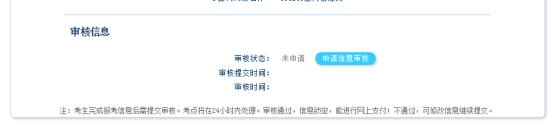 审核信息
审核状态： 未申请 申请信息审核
审核提交时间：
审核时间：
注：考生完成报考信息后需提交审核。考点将在24小时内处理。审核通过，信息锁定，能进行网上支付；不通过，可修改信息继续提交。